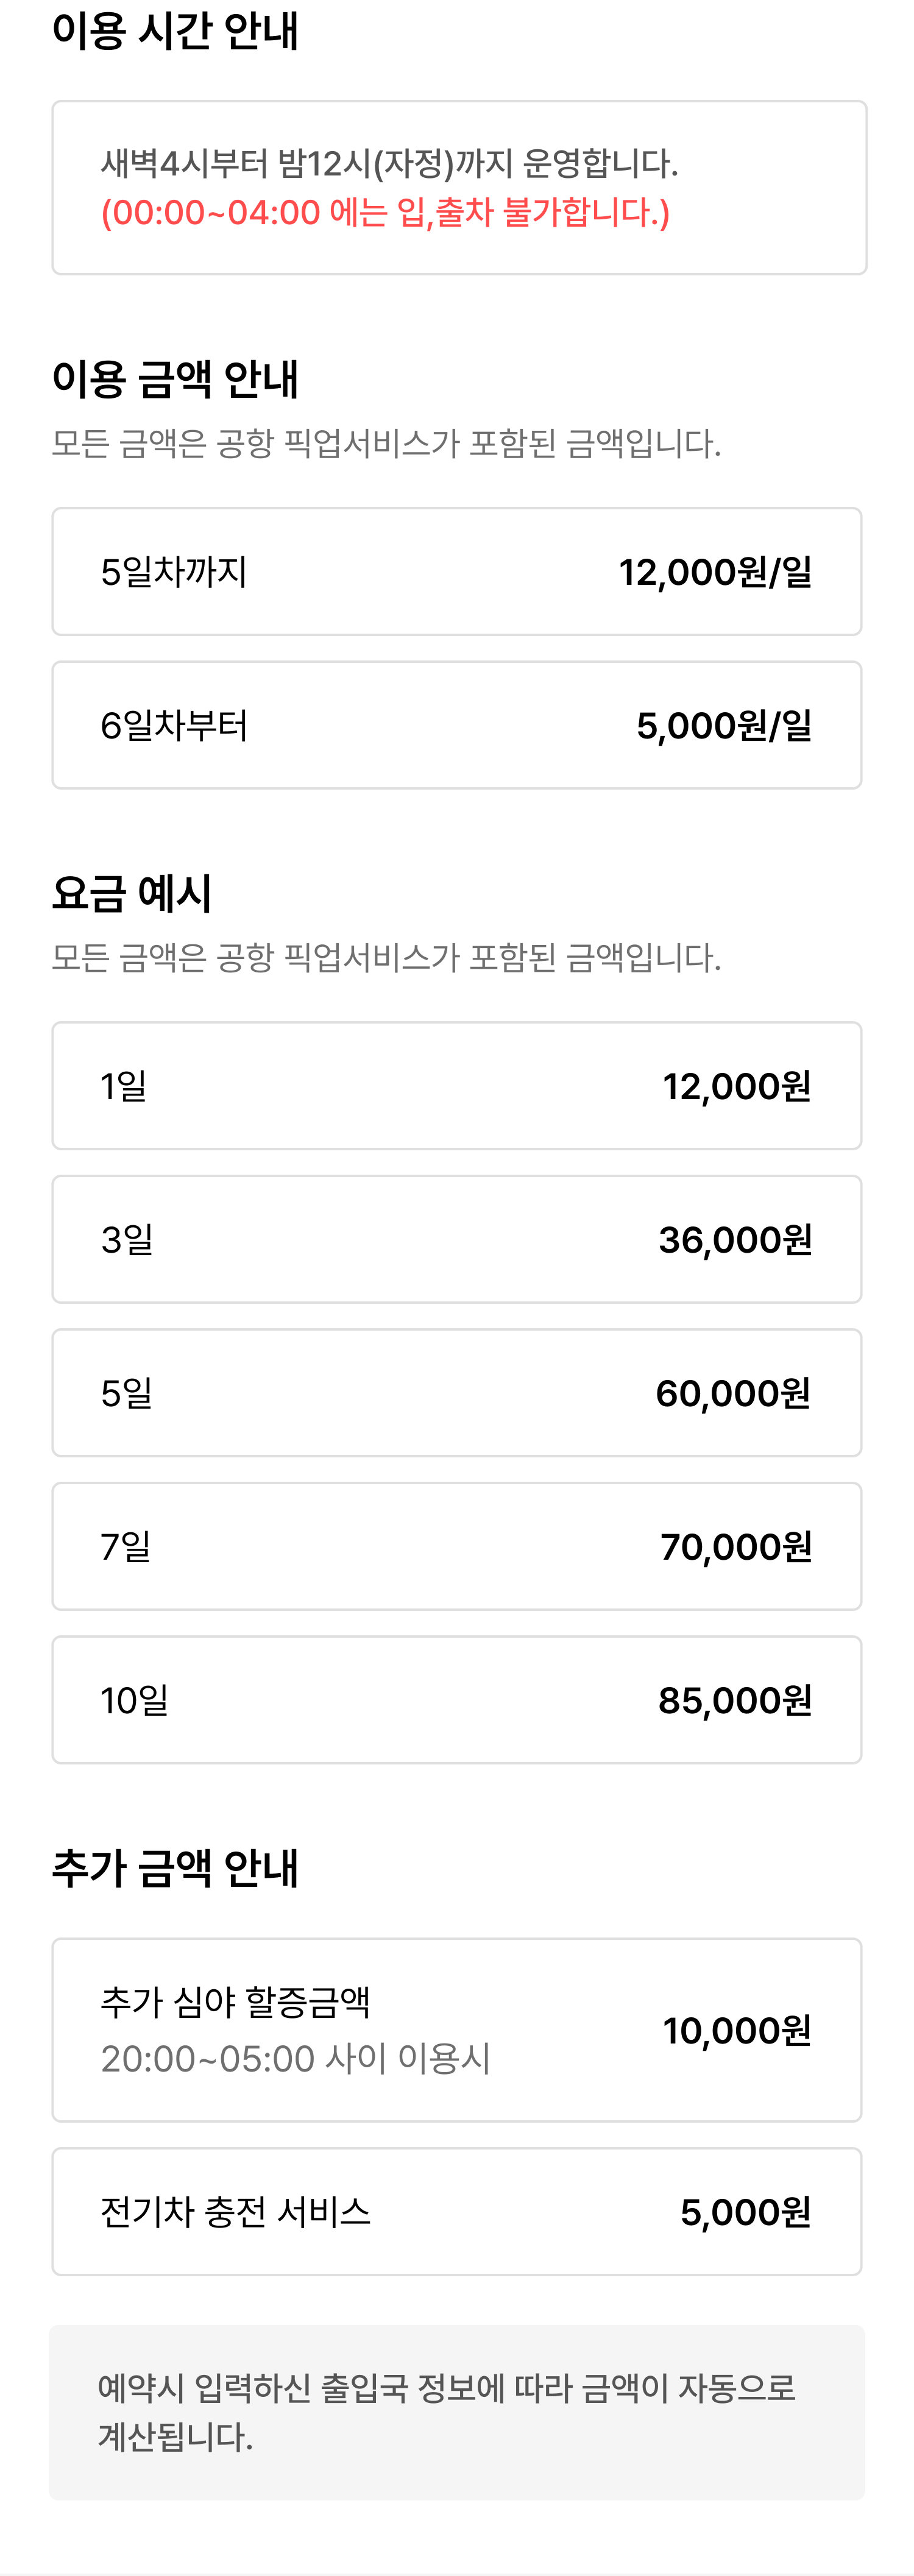 이용 시간 안내
새벽4시부터 밤12시(자정)까지 운영합니다.
(00:00~04:00 에는 입,출차 불가합니다.)
이용 금액 안내
모든 금액은 공항 픽업서비스가 포함된 금액입니다.
5일차까지 12,000원/일
6일차부터 5,000원/일
요금 예시
모든 금액은 공항 픽업서비스가 포함된 금액입니다.
1일 12,000원
3일 36,000원
5일 60,000원
7일 70,000원
10일 85,000원
추가 금액 안내
추가 심야 할증금액
20:00~05:00 사이 이용시
10,000원
전기차 충전 서비스 5,000원
예약시 입력하신 출입국 정보에 따라 금액이 자동으로
계산됩니다.